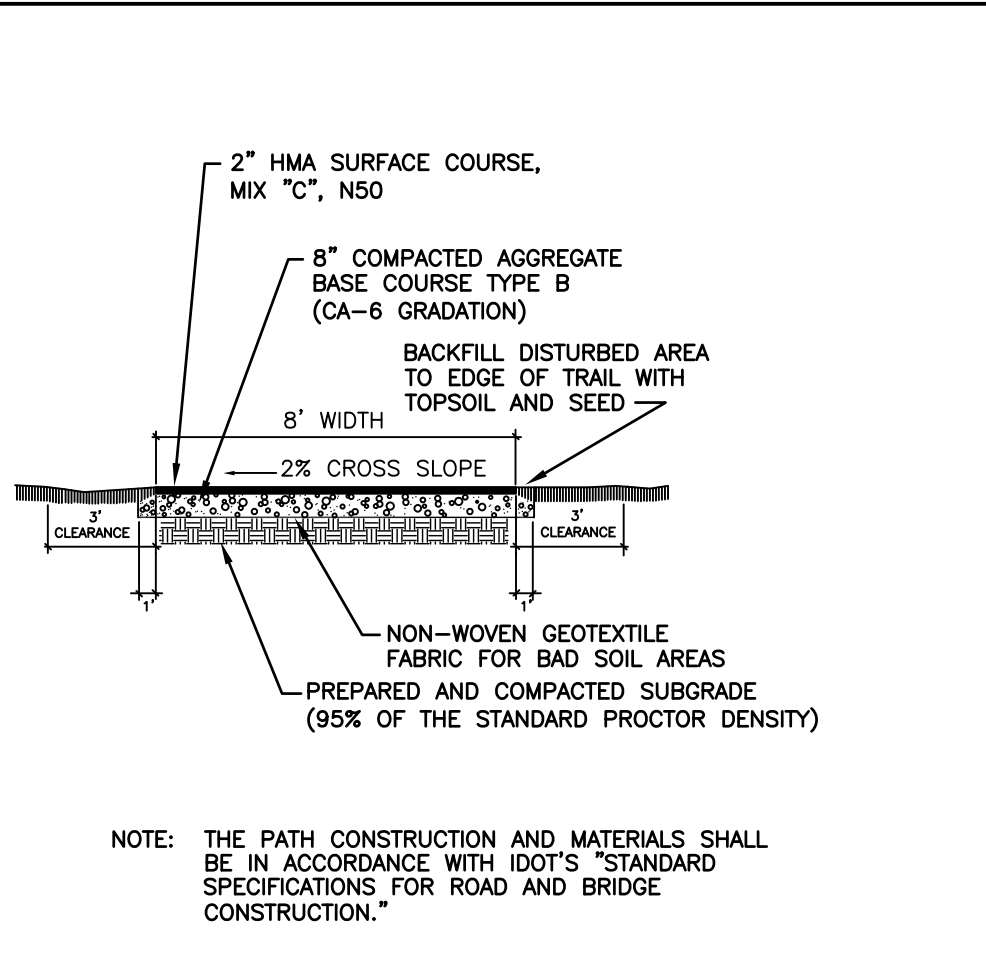 2" HMA SURFACE COURSE,
MIX "C", N50
8" COMPACTED AGGREGATE
BASE COURSE TYPE B
(CA-6 GRADATION)
BACKFILL DISTURBED AREA
TO EDGE OF TRAIL WITH
TOPSOIL AND SEED
8' WIDTH
2% CROSS SLOPE
3'
CLEARANCE
3'
CLEARANCE
1'
1'
NON-WOVEN GEOTEXTILE
FABRIC FOR BAD SOIL AREAS
PREPARED AND COMPACTED SUBGRADE
(95% OF THE STANDARD PROCTOR DENSITY)
NOTE: THE PATH CONSTRUCTION AND MATERIALS SHALL
BE IN ACCORDANCE WITH IDOT'S "STANDARD
SPECIFICATIONS FOR ROAD AND BRIDGE
CONSTRUCTION."